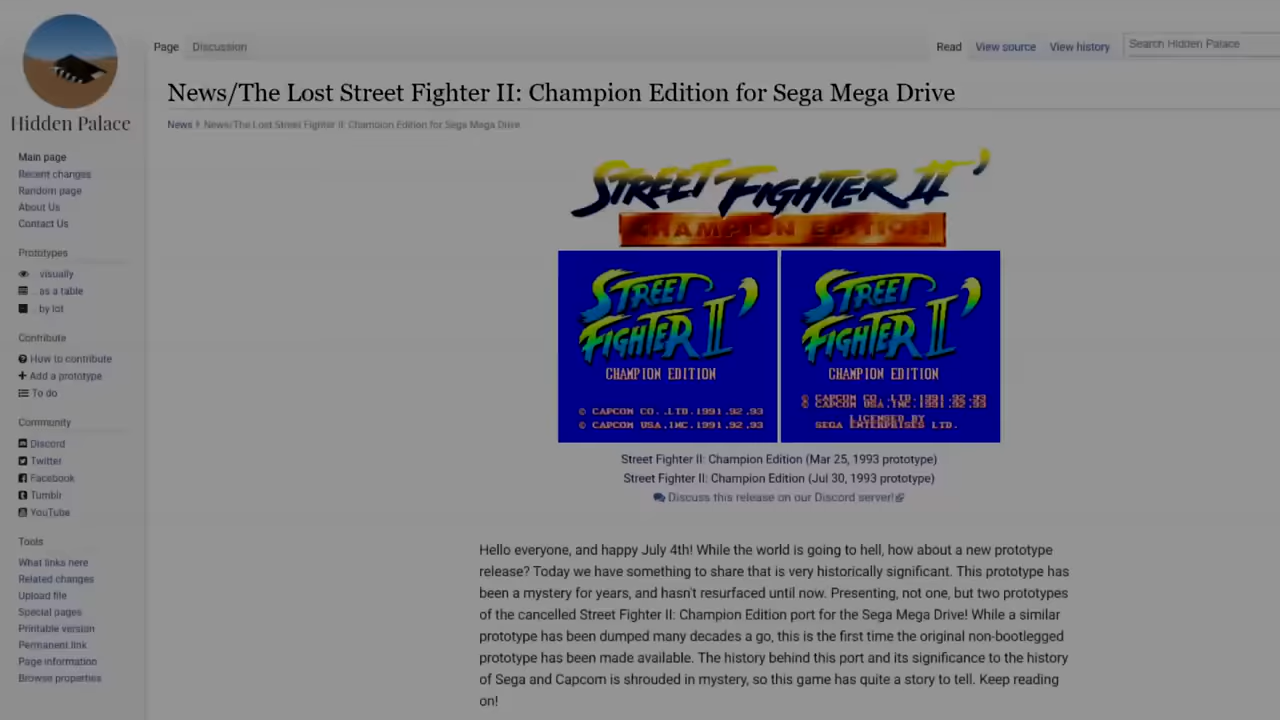 Page
Discussion
Read
View source
View history
Search Hidden Palace
Hidden Palace
News/The Lost Street Fighter II: Champion Edition for Sega Mega Drive
News
News/The Lost Street Fighter II: Champion Edition for Sega Mega Drive
Main page
Recent changes
Random page
About Us
Contact Us
Prototypes
.. visually
.. as a table
.. by lot
Contribute
How to contribute
Add a prototype
To do
Community
Discord
Twitter
Facebook
Tumblr
YouTube
Tools
What links here
Related changes
Upload file
Special pages
Printable version
Permanent link
Page information
Browse properties
STREET FIGHTER II'
CHAMPION EDITION
STREET
FIGHTER II'
CHAMPION EDITION
© CAPCOM CO.,LTD.1991,92,93
© CAPCOM USA,INC.1991,92,93
STREET
FIGHTER II'
CHAMPION EDITION
LICENSED BY
SEGA ENTERPRISES LTD.
Street Fighter II: Champion Edition (Mar 25, 1993 prototype)
Street Fighter II: Champion Edition (Jul 30, 1993 prototype)
Discuss this release on our Discord server!
Hello everyone, and happy July 4th! While the world is going to hell, how about a new prototype
release? Today we have something to share that is very historically significant. This prototype has
been a mystery for years, and hasn't resurfaced until now. Presenting, not one, but two prototypes
of the cancelled Street Fighter II: Champion Edition port for the Sega Mega Drive! While a similar
prototype has been dumped many decades a go, this is the first time the original non-bootlegged
prototype has been made available. The history behind this port and its significance to the history
of Sega and Capcom is shrouded in mystery, so this game has quite a story to tell. Keep reading
on!